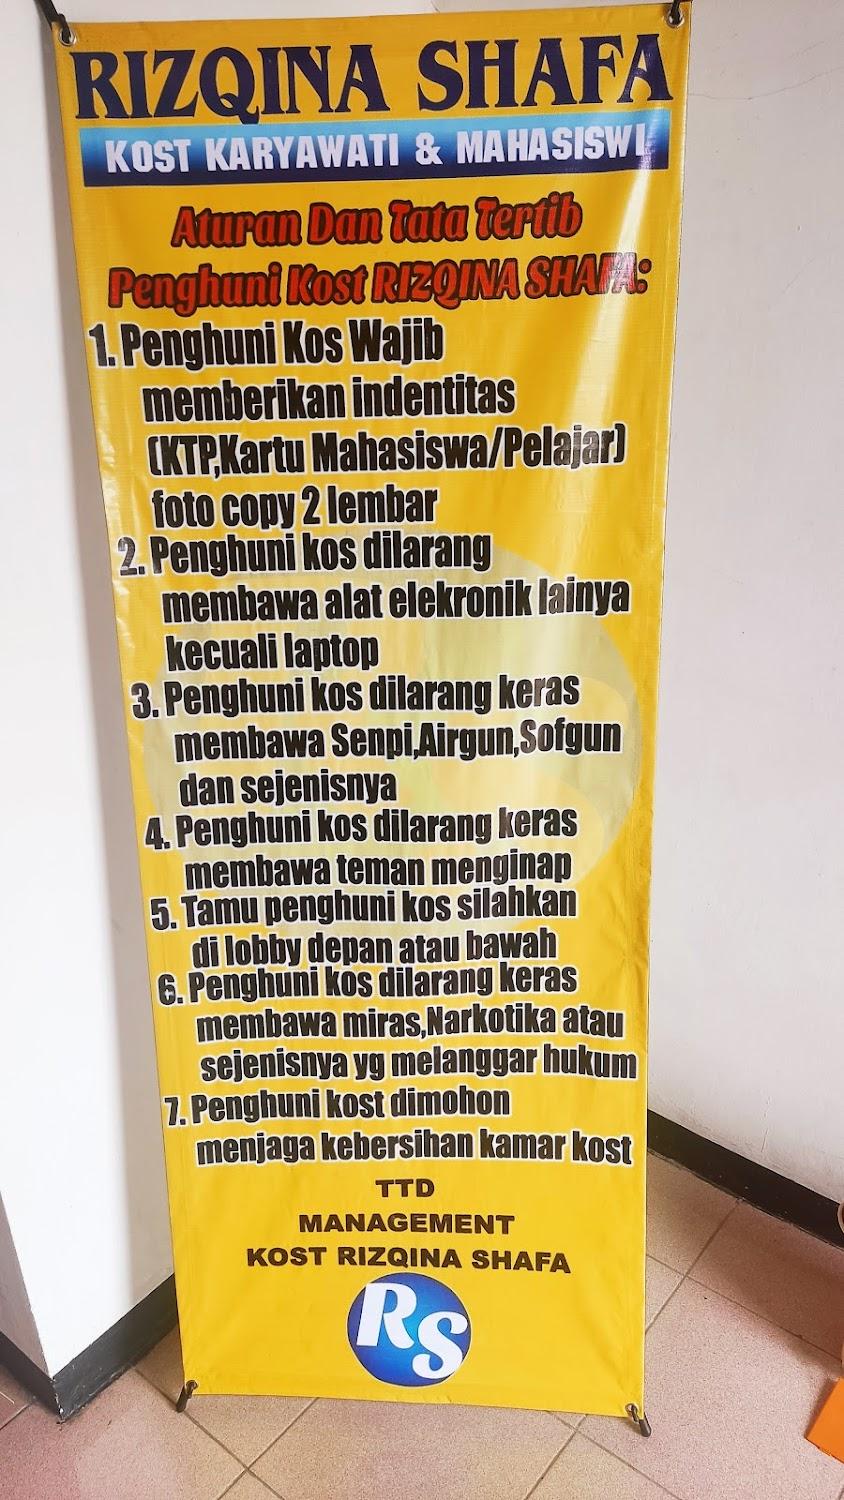 RIZQINA SHAFA
KOST KARYAWATI & MAHASISWI
Aturan Dan Tata Tertib
Penghuni Kost RIZQINA SHAFA:
1. Penghuni Kos Wajib
memberikan indentitas
(KTP,Kartu Mahasiswa/Pelajar)
foto copy 2 lembar
2. Penghuni kos dilarang
membawa alat elekronik lainya
kecuali laptop
3. Penghuni kos dilarang keras
membawa Senpi,Airgun,Sofgun
dan sejenisnya
4. Penghuni kos dilarang keras
membawa teman menginap
5. Tamu penghuni kos silahkan
di lobby depan atau bawah
6. Penghuni kos dilarang keras
membawa miras,Narkotika atau
sejenisnya yg melanggar hukum
7. Penghuni kost dimohon
menjaga kebersihan kamar kost
TTD
MANAGEMENT
KOST RIZQINA SHAFA
RS